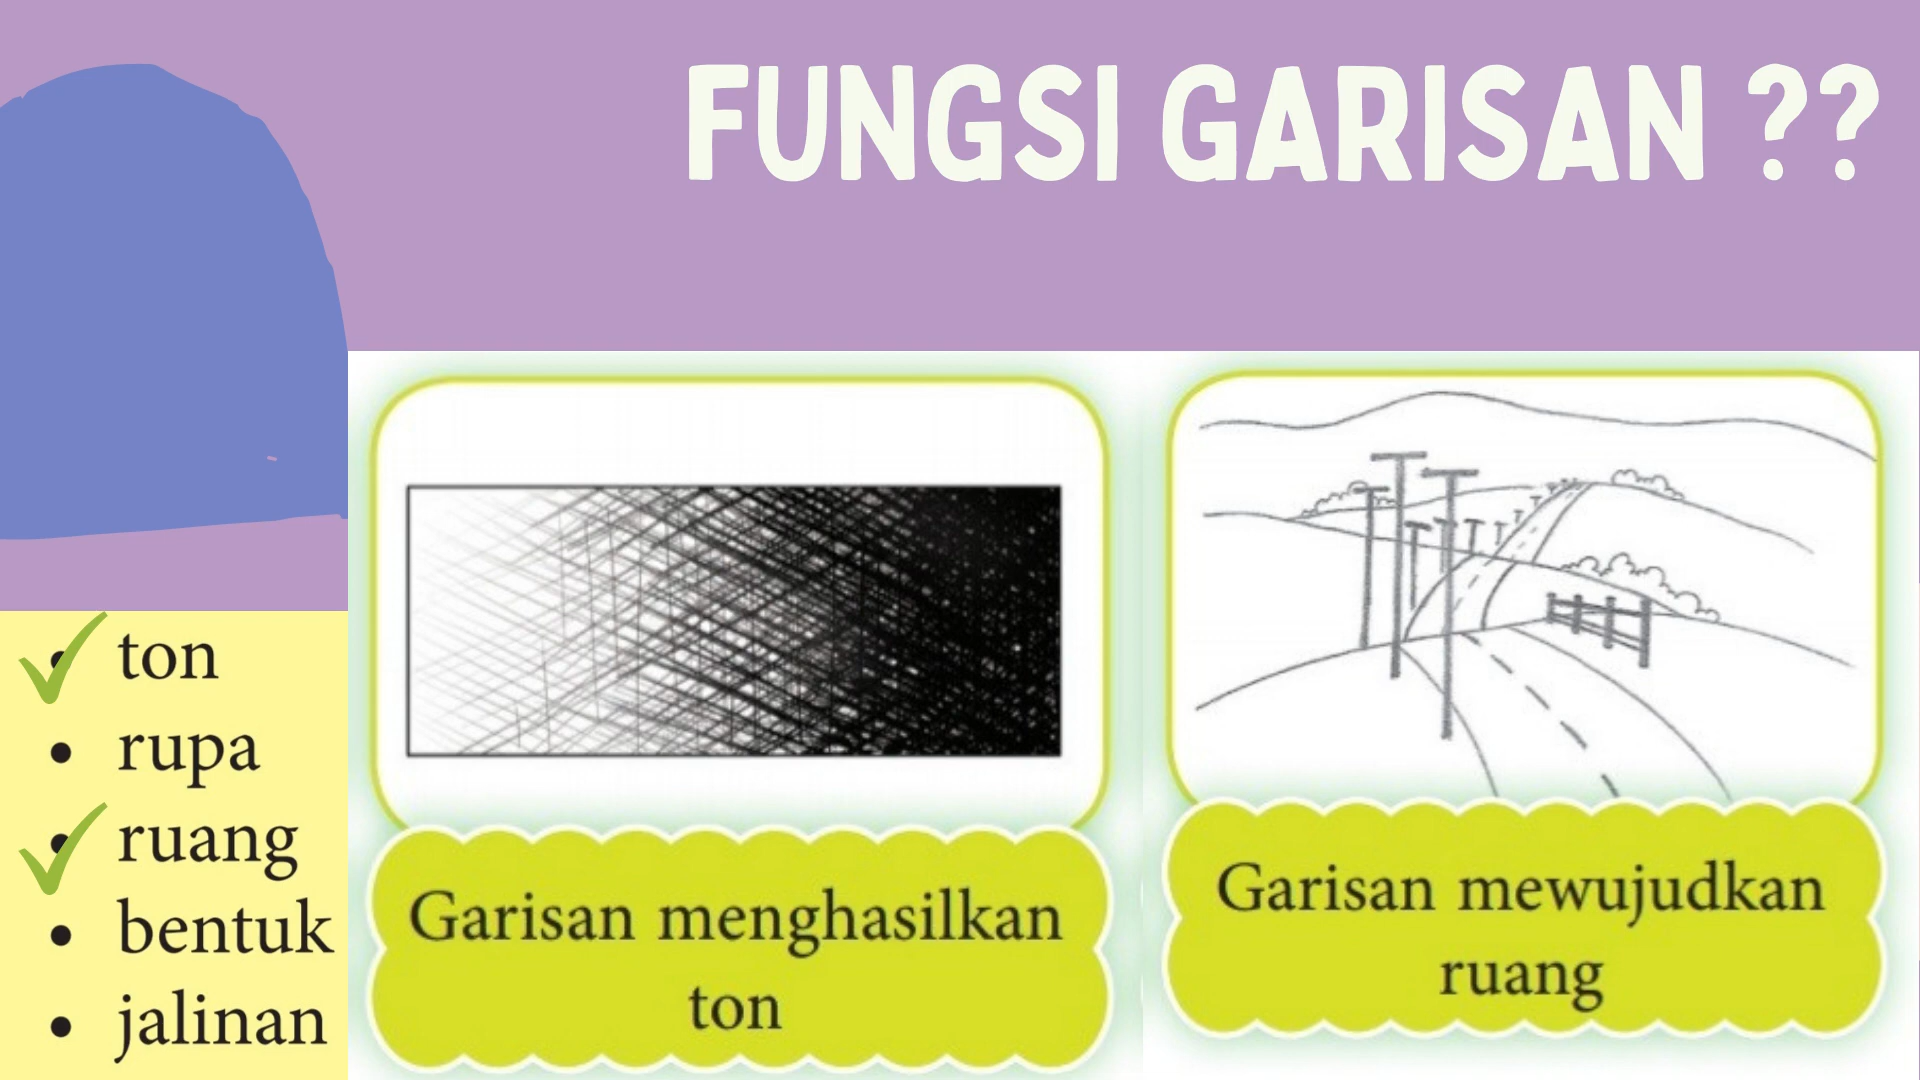 FUNGSI GARISAN ??
ton
rupa
ruang
bentuk
jalinan
Garisan menghasilkan
ton
Garisan mewujudkan
ruang